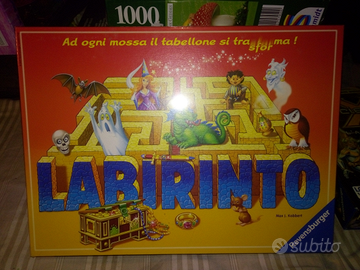 1000
Ad ogni mossa il tabellone si trasforma !
LABIRINTO
Ravensburger
subito